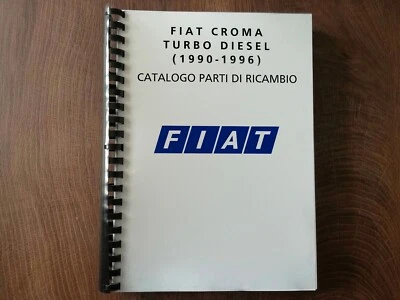 FIAT CROMA
TURBO DIESEL
(1990-1996)
CATALOGO PARTI DI RICAMBIO
FIAT